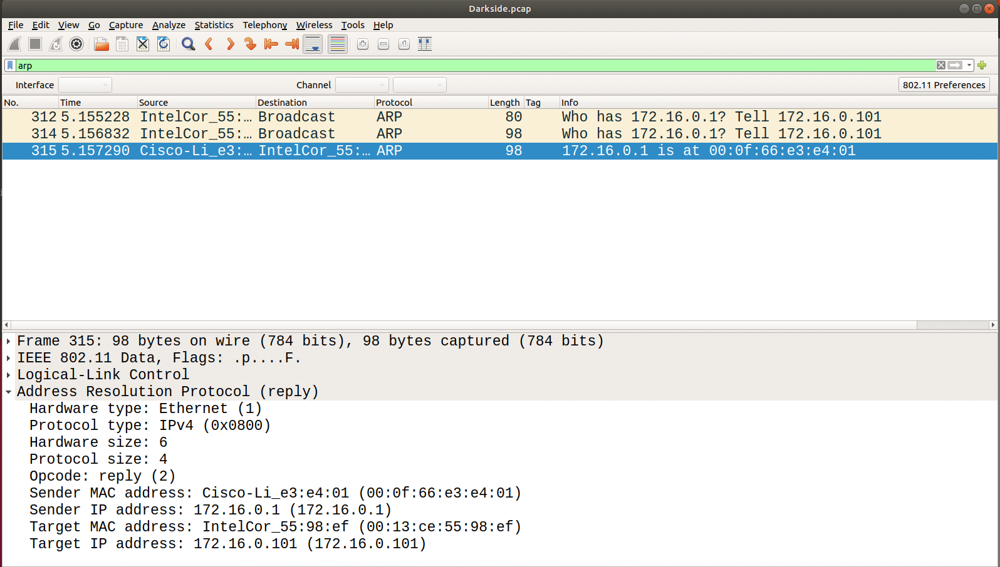 Darkside.pcap
File Edit View Go Capture Analyze Statistics Telephony Wireless Tools Help
arp
Interface Channel 802.11 Preferences
No. Time Source Destination Protocol Length Tag Info
312 5.155228 IntelCor_55:… Broadcast ARP 80 Who has 172.16.0.1? Tell 172.16.0.101
314 5.156832 IntelCor_55:… Broadcast ARP 98 Who has 172.16.0.1? Tell 172.16.0.101
315 5.157290 Cisco-Li_e3:… IntelCor_55:… ARP 98 172.16.0.1 is at 00:0f:66:e3:e4:01
Frame 315: 98 bytes on wire (784 bits), 98 bytes captured (784 bits)
IEEE 802.11 Data, Flags: .p....F.
Logical-Link Control
Address Resolution Protocol (reply)
Hardware type: Ethernet (1)
Protocol type: IPv4 (0x0800)
Hardware size: 6
Protocol size: 4
Opcode: reply (2)
Sender MAC address: Cisco-Li_e3:e4:01 (00:0f:66:e3:e4:01)
Sender IP address: 172.16.0.1 (172.16.0.1)
Target MAC address: IntelCor_55:98:ef (00:13:ce:55:98:ef)
Target IP address: 172.16.0.101 (172.16.0.101)